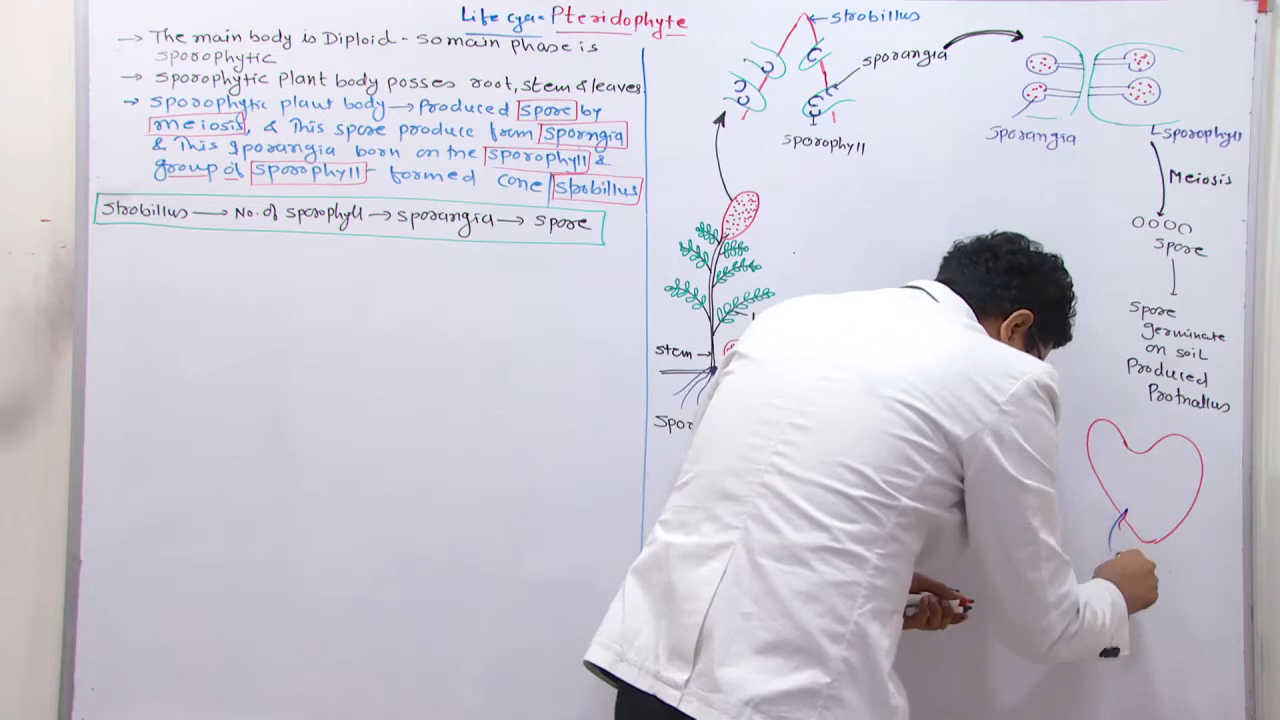 Life cyce - Pteridophyte
→ The main body is Diploid - so main phase is
sporophytic
→ sporophytic plant body posses root, stem & leaves
→ sporophytic plant body → Produced spore by
meiosis, & This spore produce from sporngia
& This sporangia born on the sporophyll &
group of sporophyll - formed cone strobillus
Strobillus → No. of sporophyll → sporangia → spore
strobillus
sporangia
sporophyll
stem
Spor
Sporangia
sporophyll
Meiosis
Spore
Spore
germinate
on soil
Produced
Protnallus